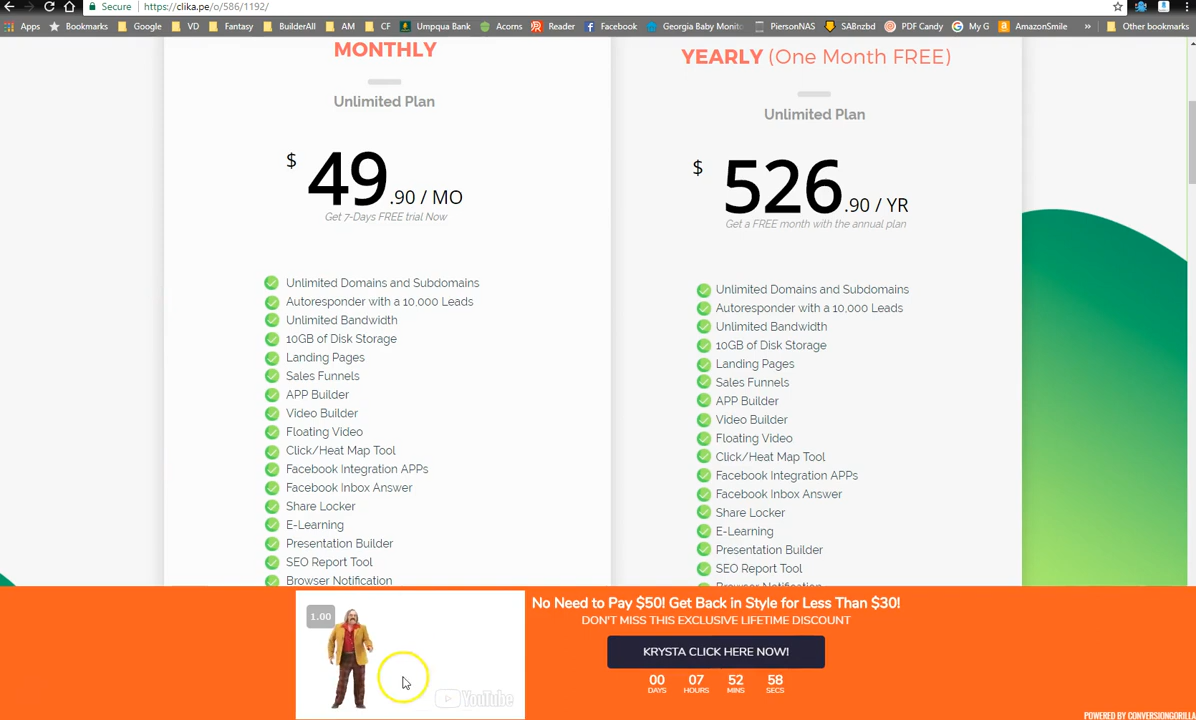 Secure
https://clika.pe/o/586/1192/
Apps
Bookmarks
Google
VD
Fantasy
BuilderAll
AM
CF
Umpqua Bank
Acorns
Reader
Facebook
Georgia Baby Monito
PiersonNAS
SABnzbd
PDF Candy
My G
AmazonSmile
»
Other bookmarks
MONTHLY
Unlimited Plan
$ 49.90 / MO
Get 7-Days FREE trial Now
Unlimited Domains and Subdomains
Autoresponder with a 10,000 Leads
Unlimited Bandwidth
10GB of Disk Storage
Landing Pages
Sales Funnels
APP Builder
Video Builder
Floating Video
Click/Heat Map Tool
Facebook Integration APPs
Facebook Inbox Answer
Share Locker
E-Learning
Presentation Builder
SEO Report Tool
Browser Notification
YEARLY (One Month FREE)
Unlimited Plan
$ 526.90 / YR
Get a FREE month with the annual plan
Unlimited Domains and Subdomains
Autoresponder with a 10,000 Leads
Unlimited Bandwidth
10GB of Disk Storage
Landing Pages
Sales Funnels
APP Builder
Video Builder
Floating Video
Click/Heat Map Tool
Facebook Integration APPs
Facebook Inbox Answer
Share Locker
E-Learning
Presentation Builder
SEO Report Tool
Browser Notification
1.00
YouTube
No Need to Pay $50! Get Back in Style for Less Than $30!
DON'T MISS THIS EXCLUSIVE LIFETIME DISCOUNT
KRYSTA CLICK HERE NOW!
00 07 52 58
DAYS HOURS MINS SECS
POWERED BY CONVERSIONGORILLA